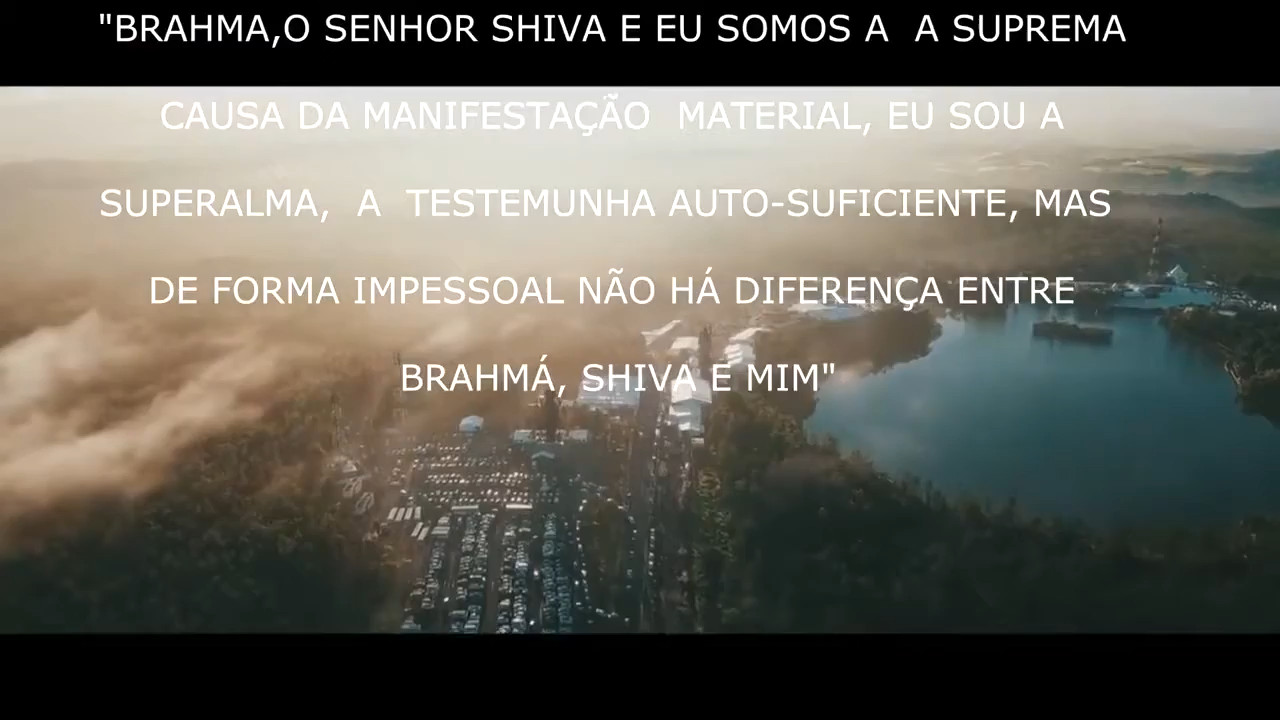 "BRAHMA,O SENHOR SHIVA E EU SOMOS A  A SUPREMA
CAUSA DA MANIFESTAÇÃO  MATERIAL, EU SOU A
SUPERALMA,  A  TESTEMUNHA AUTO-SUFICIENTE, MAS
DE FORMA IMPESSOAL NÃO HÁ DIFERENÇA ENTRE
BRAHMÁ, SHIVA E MIM"